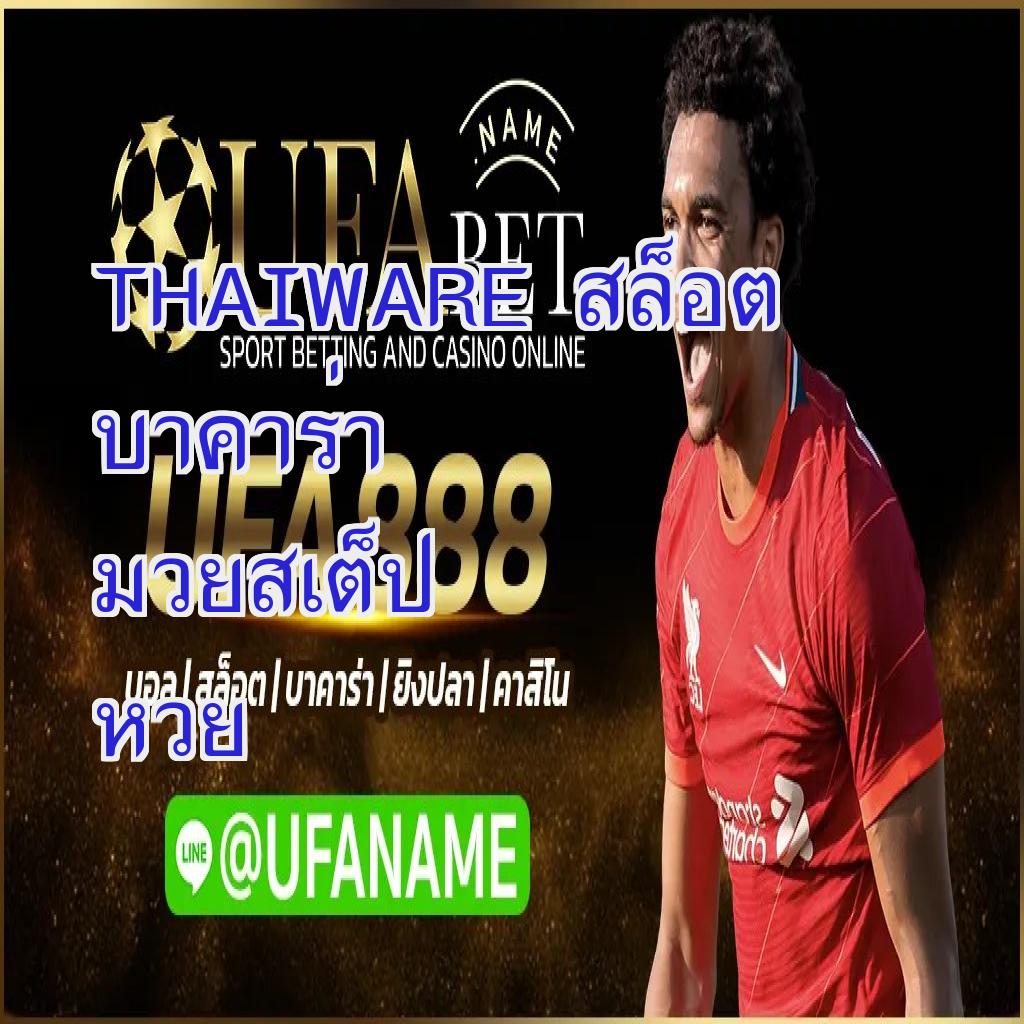 .NAME
UFABET
THAIWARE สล็อต
SPORT BETTING AND CASINO ONLINE
บาคาร่า
UFA888
มวยสเต็ป
บอล | สล็อต | บาคาร่า | ยิงปลา | คาสิโน
หวย
LINE @UFANAME